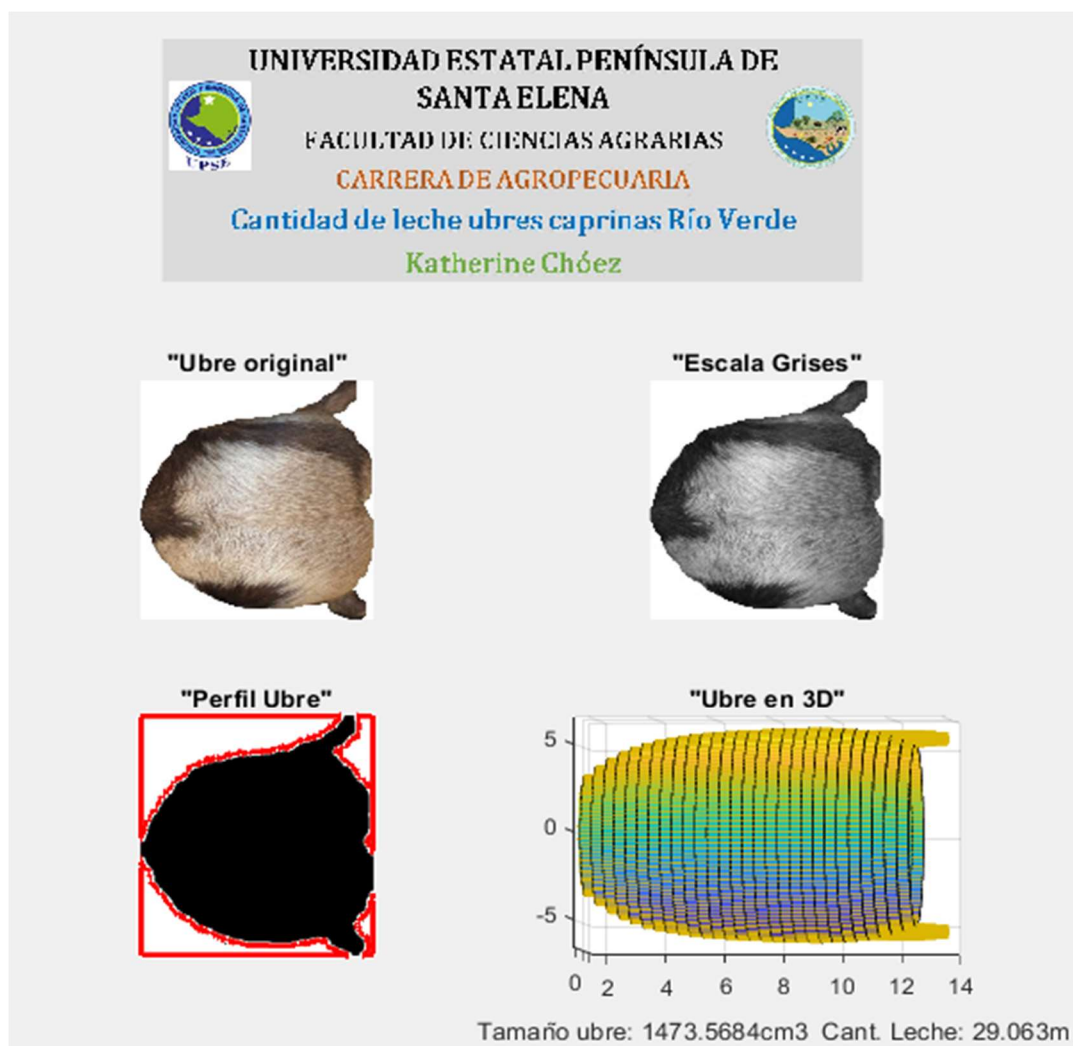 UNIVERSIDAD ESTATAL PENÍNSULA DE
SANTA ELENA
UPSE
FACULTAD DE CIENCIAS AGRARIAS
CARRERA DE AGROPECUARIA
Cantidad de leche ubres caprinas Río Verde
Katherine Chóez
"Ubre original"
"Escala Grises"
"Perfil Ubre"
"Ubre en 3D"
5
0
-5
0 2 4 6 8 10 12 14
Tamaño ubre: 1473.5684cm3 Cant. Leche: 29.063m